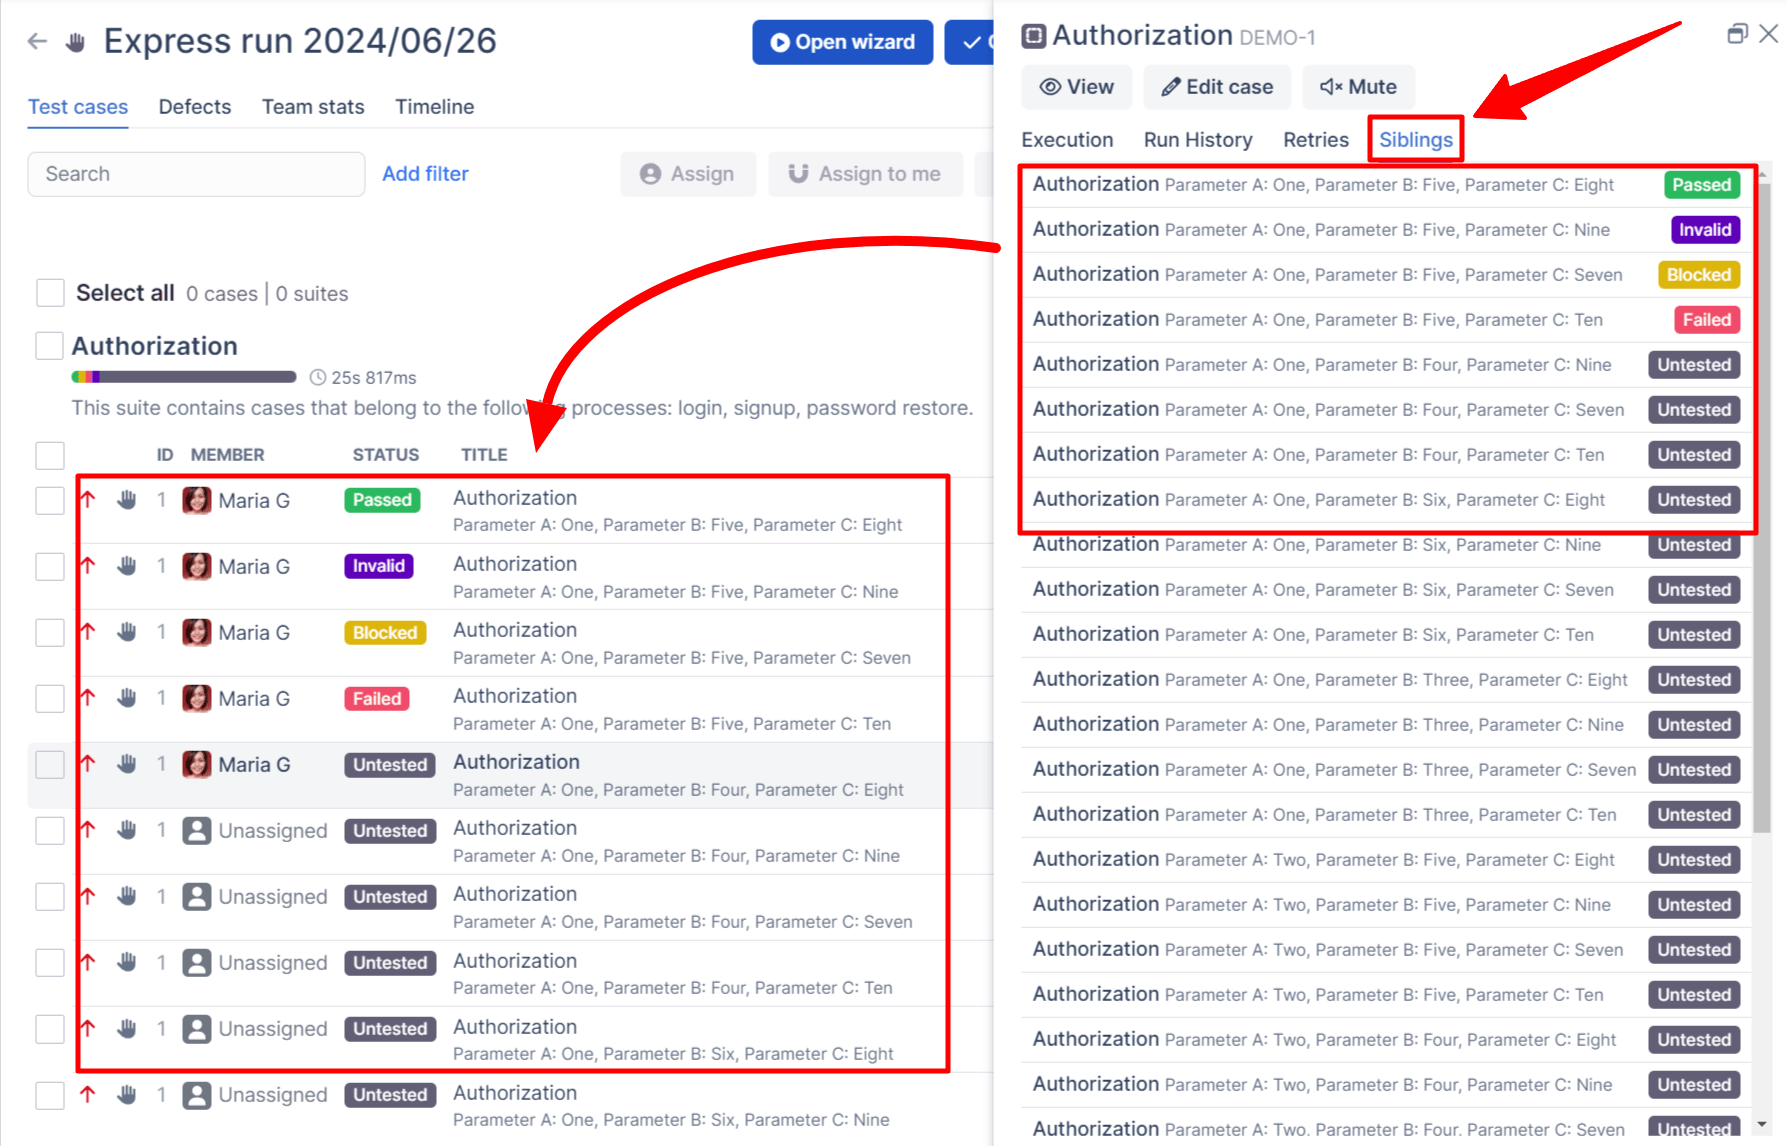 Express run 2024/06/26
Open wizard
Test cases Defects Team stats Timeline
Search
Add filter
Assign
Assign to me
Select all 0 cases | 0 suites
Authorization
25s 817ms
This suite contains cases that belong to the following processes: login, signup, password restore.
ID MEMBER STATUS TITLE
1 Maria G Passed Authorization
Parameter A: One, Parameter B: Five, Parameter C: Eight
1 Maria G Invalid Authorization
Parameter A: One, Parameter B: Five, Parameter C: Nine
1 Maria G Blocked Authorization
Parameter A: One, Parameter B: Five, Parameter C: Seven
1 Maria G Failed Authorization
Parameter A: One, Parameter B: Five, Parameter C: Ten
1 Maria G Untested Authorization
Parameter A: One, Parameter B: Four, Parameter C: Eight
1 Unassigned Untested Authorization
Parameter A: One, Parameter B: Four, Parameter C: Nine
1 Unassigned Untested Authorization
Parameter A: One, Parameter B: Four, Parameter C: Seven
1 Unassigned Untested Authorization
Parameter A: One, Parameter B: Four, Parameter C: Ten
1 Unassigned Untested Authorization
Parameter A: One, Parameter B: Six, Parameter C: Eight
1 Unassigned Untested Authorization
Parameter A: One, Parameter B: Six, Parameter C: Nine
Authorization DEMO-1
View Edit case Mute
Execution Run History Retries Siblings
Authorization Parameter A: One, Parameter B: Five, Parameter C: Eight Passed
Authorization Parameter A: One, Parameter B: Five, Parameter C: Nine Invalid
Authorization Parameter A: One, Parameter B: Five, Parameter C: Seven Blocked
Authorization Parameter A: One, Parameter B: Five, Parameter C: Ten Failed
Authorization Parameter A: One, Parameter B: Four, Parameter C: Nine Untested
Authorization Parameter A: One, Parameter B: Four, Parameter C: Seven Untested
Authorization Parameter A: One, Parameter B: Four, Parameter C: Ten Untested
Authorization Parameter A: One, Parameter B: Six, Parameter C: Eight Untested
Authorization Parameter A: One, Parameter B: Six, Parameter C: Nine Untested
Authorization Parameter A: One, Parameter B: Six, Parameter C: Seven Untested
Authorization Parameter A: One, Parameter B: Six, Parameter C: Ten Untested
Authorization Parameter A: One, Parameter B: Three, Parameter C: Eight Untested
Authorization Parameter A: One, Parameter B: Three, Parameter C: Nine Untested
Authorization Parameter A: One, Parameter B: Three, Parameter C: Seven Untested
Authorization Parameter A: One, Parameter B: Three, Parameter C: Ten Untested
Authorization Parameter A: Two, Parameter B: Five, Parameter C: Eight Untested
Authorization Parameter A: Two, Parameter B: Five, Parameter C: Nine Untested
Authorization Parameter A: Two, Parameter B: Five, Parameter C: Seven Untested
Authorization Parameter A: Two, Parameter B: Five, Parameter C: Ten Untested
Authorization Parameter A: Two, Parameter B: Four, Parameter C: Eight Untested
Authorization Parameter A: Two, Parameter B: Four, Parameter C: Nine Untested
Authorization Parameter A: Two, Parameter B: Four, Parameter C: Seven Untested